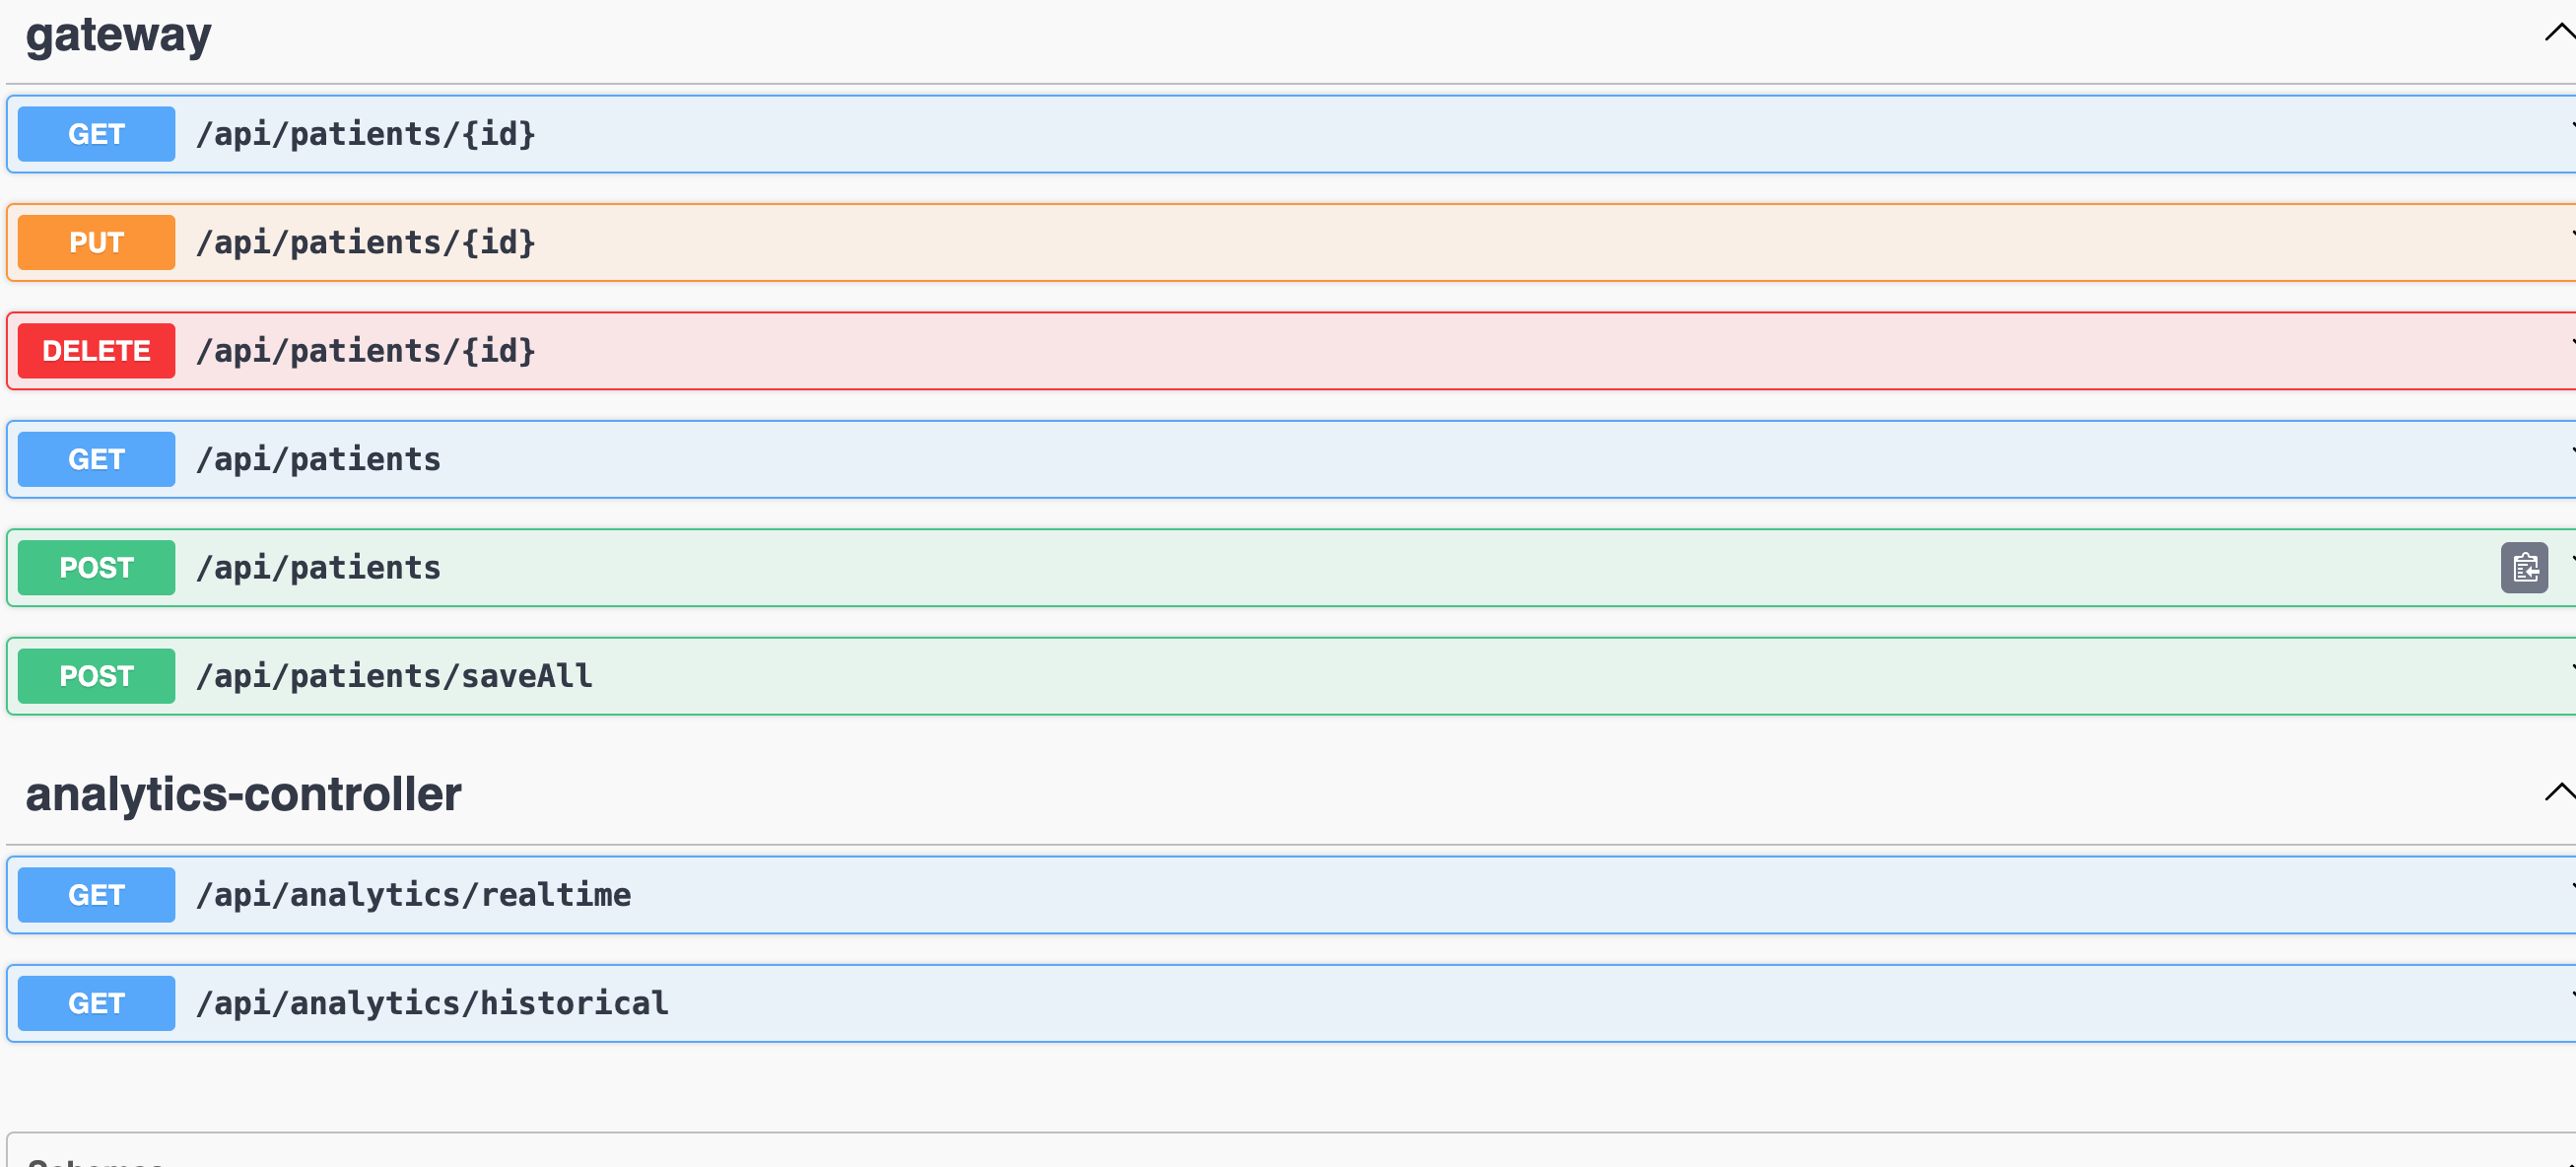 gateway
GET /api/patients/{id}
PUT /api/patients/{id}
DELETE /api/patients/{id}
GET /api/patients
POST /api/patients
POST /api/patients/saveAll
analytics-controller
GET /api/analytics/realtime
GET /api/analytics/historical